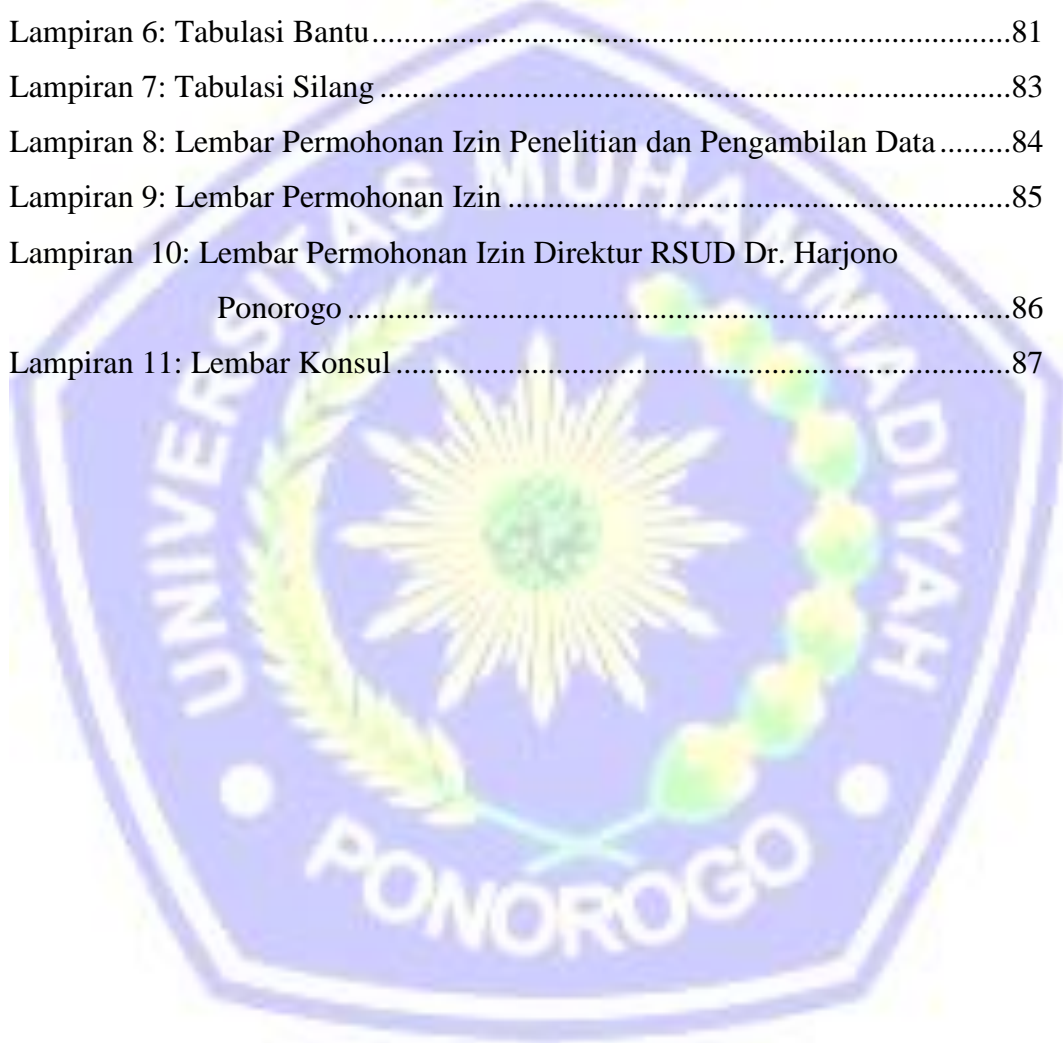 Lampiran 6: Tabulasi Bantu................................................................................81
Lampiran 7: Tabulasi Silang...............................................................................83
Lampiran 8: Lembar Permohonan Izin Penelitian dan Pengambilan Data.........84
Lampiran 9: Lembar Permohonan Izin...............................................................85
Lampiran  10: Lembar Permohonan Izin Direktur RSUD Dr. Harjono
Ponorogo...................................................................................86
Lampiran 11: Lembar Konsul.............................................................................87
UNIVERSITAS MUHAMMADIYAH
PONOROGO